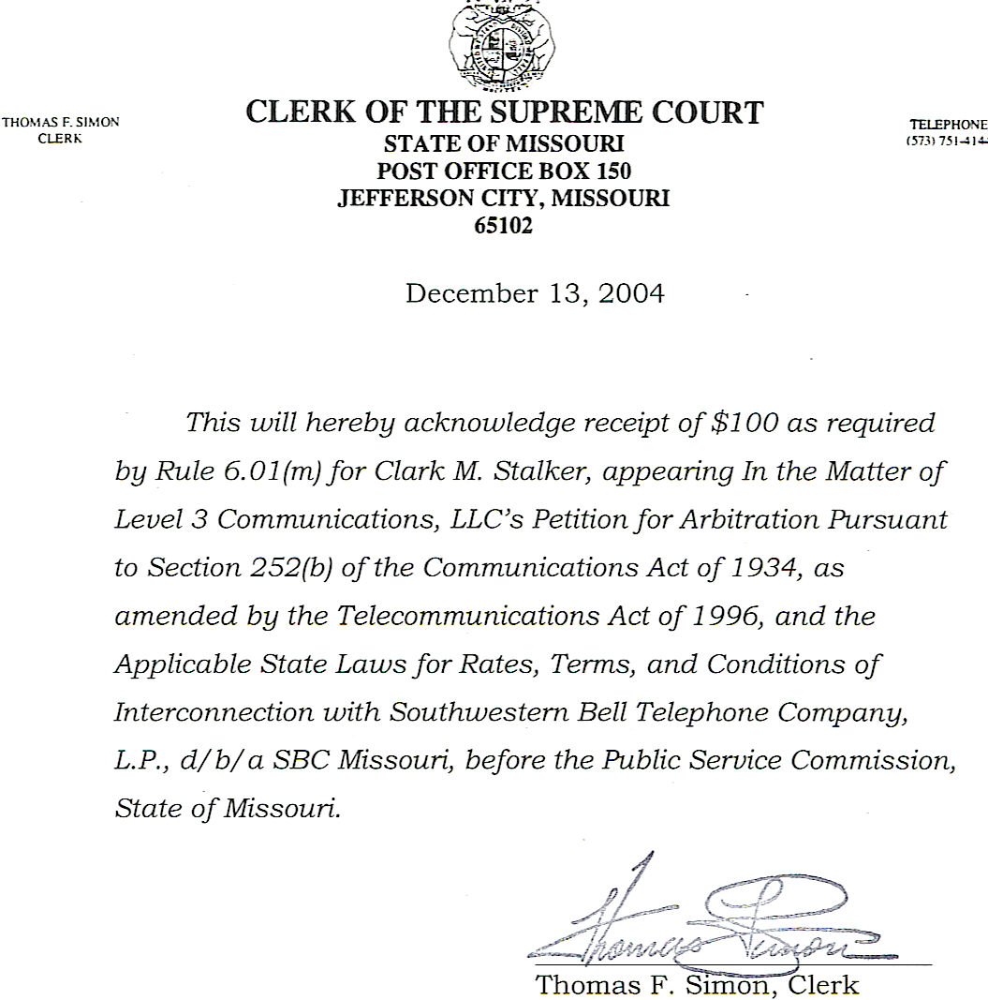 CLERK OF THE SUPREME COURT
STATE OF MISSOURI
POST OFFICE BOX 150
JEFFERSON CITY, MISSOURI
65102
THOMAS F. SIMON
CLERK
TELEPHONE
(573) 751-414
December 13, 2004
This will hereby acknowledge receipt of $100 as required
by Rule 6.01(m) for Clark M. Stalker, appearing In the Matter of
Level 3 Communications, LLC's Petition for Arbitration Pursuant
to Section 252(b) of the Communications Act of 1934, as
amended by the Telecommunications Act of 1996, and the
Applicable State Laws for Rates, Terms, and Conditions of
Interconnection with Southwestern Bell Telephone Company,
L.P., d/b/a SBC Missouri, before the Public Service Commission,
State of Missouri.
Thomas Simon
Thomas F. Simon, Clerk